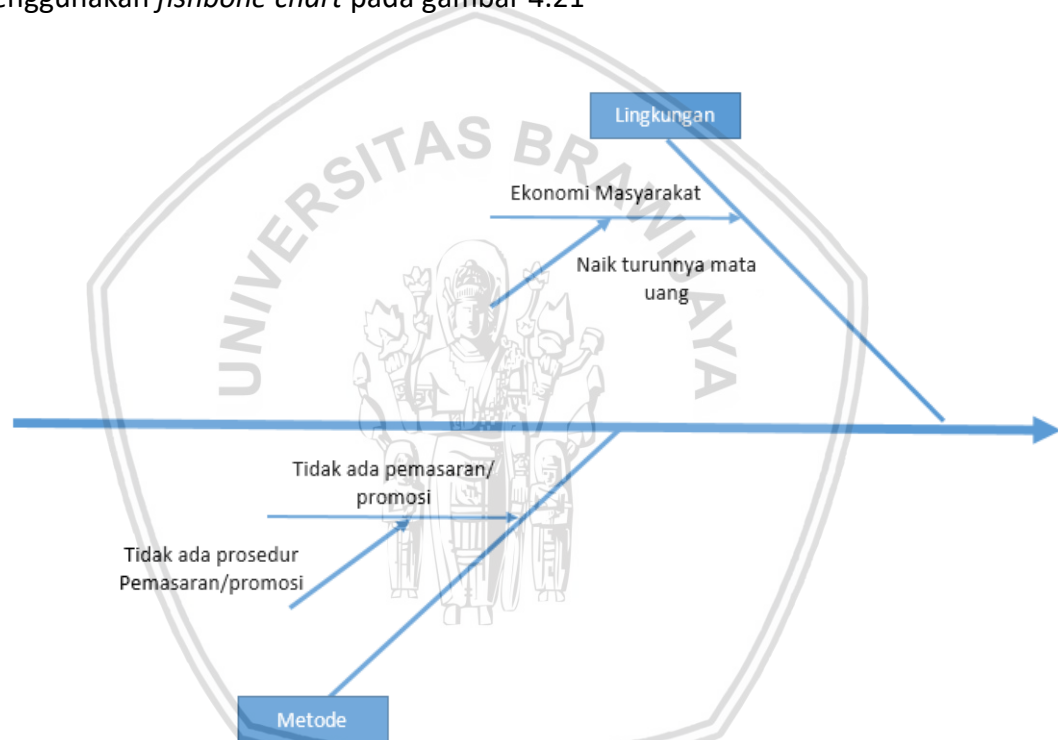 enggunakan fishbone chart pada gambar 4.21
Lingkungan
UNIVERSITAS BRAWIJAYA
Ekonomi Masyarakat
Naik turunnya mata
uang
Tidak ada pemasaran/
promosi
Tidak ada prosedur
Pemasaran/promosi
Metode